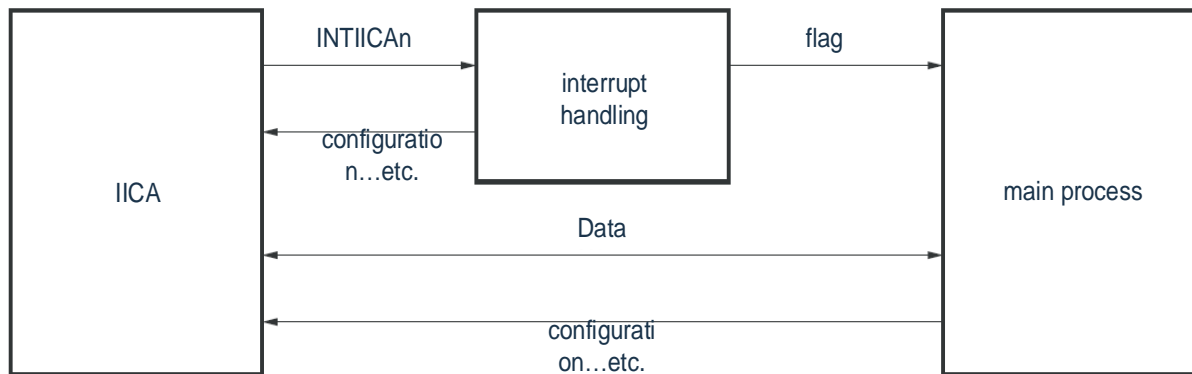 INTIICAn
flag
interrupt
handling
configuratio
n...etc.
IICA
main process
Data
configurati
on...etc.